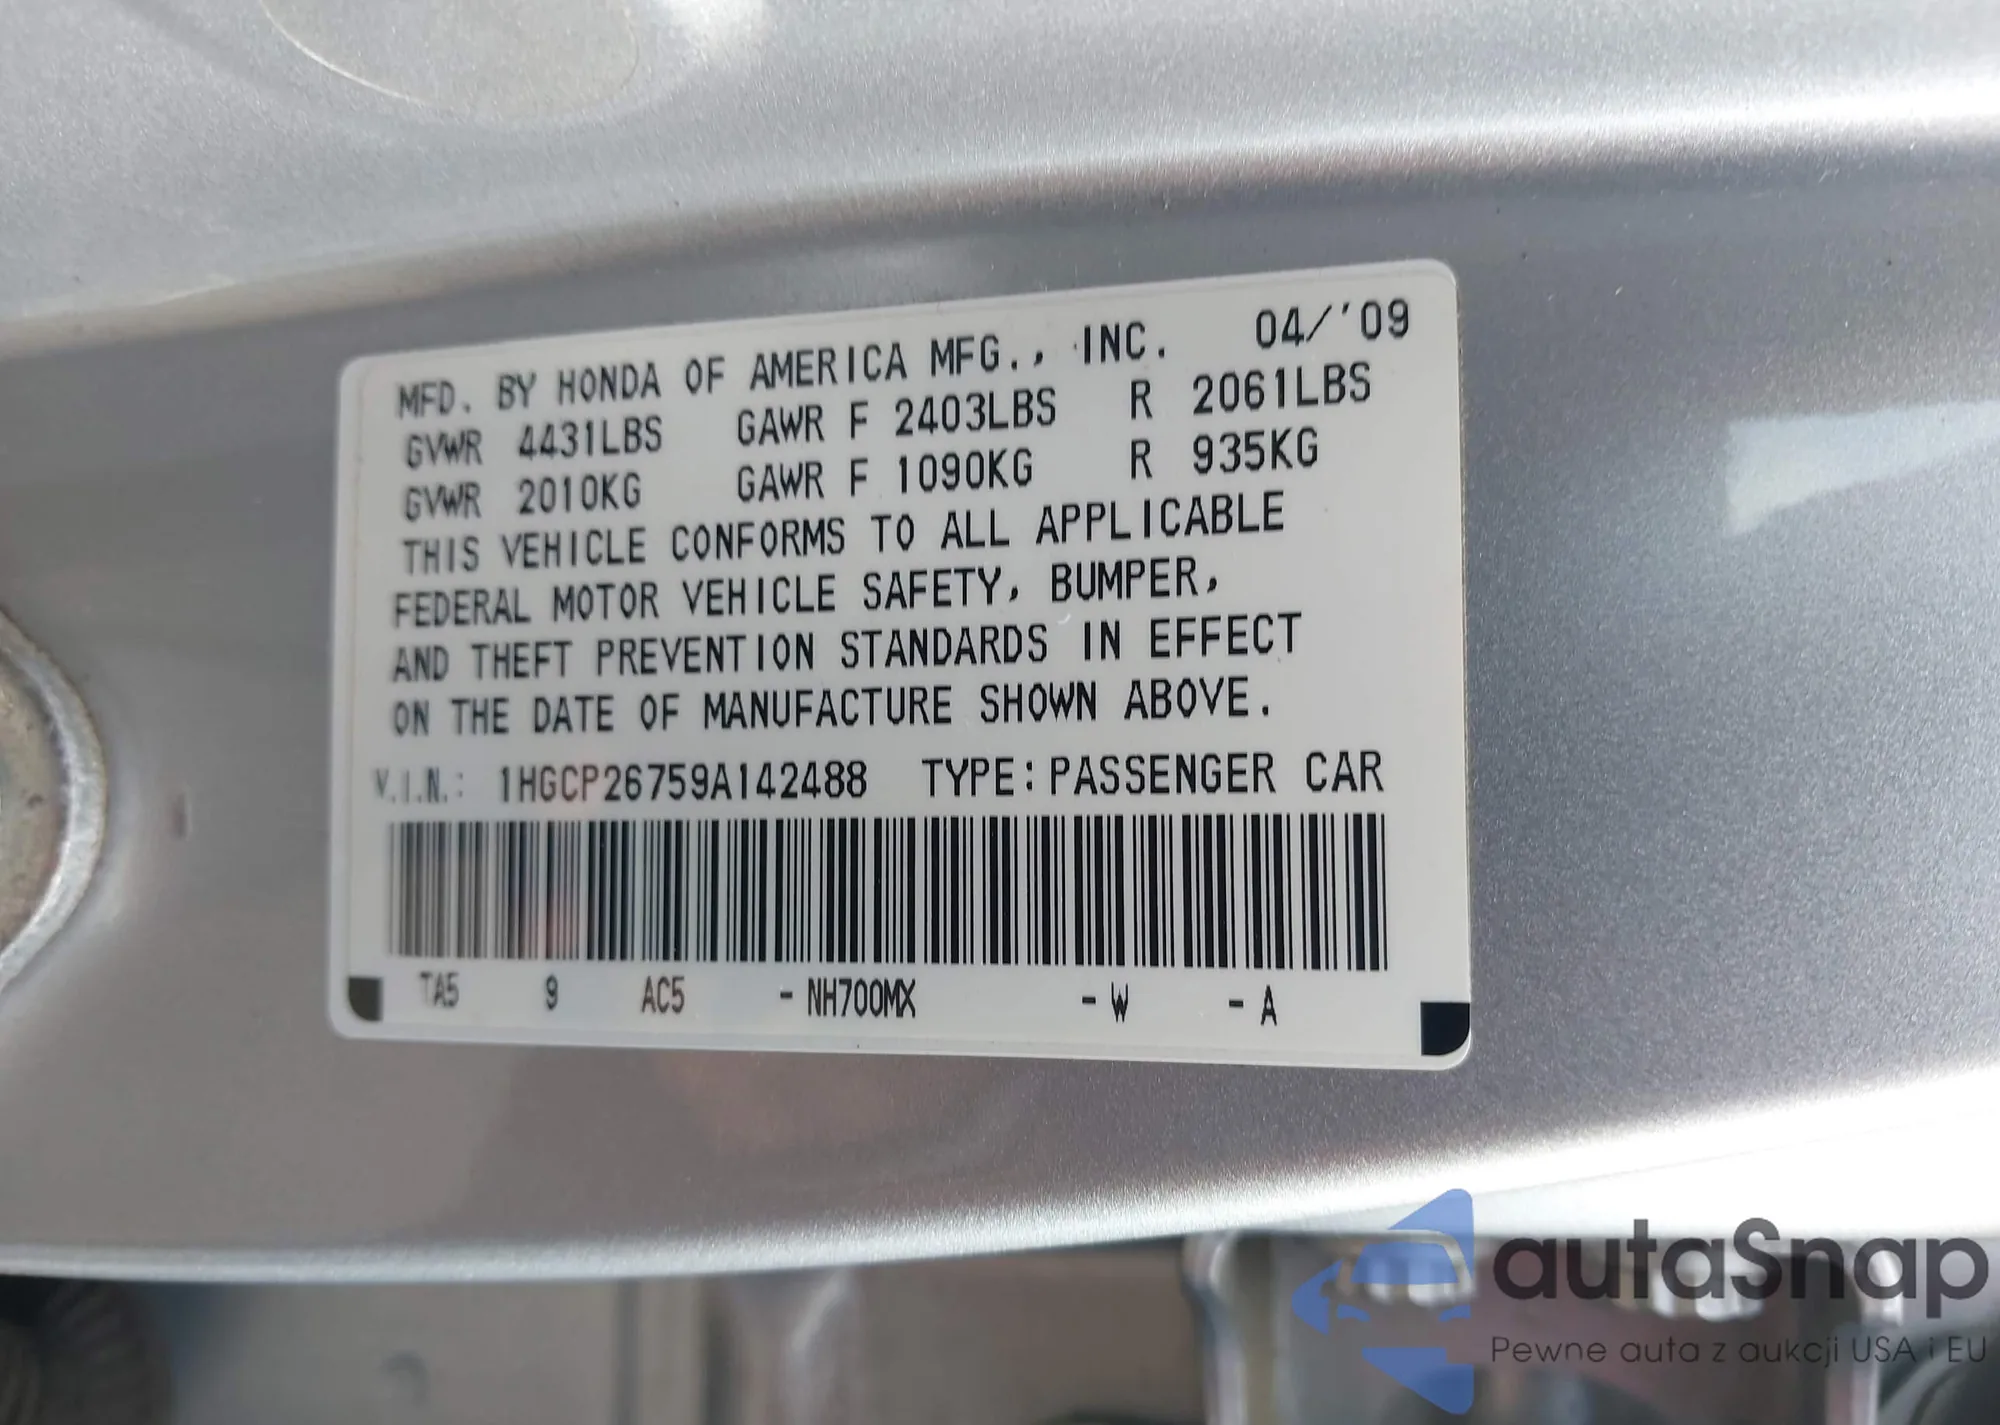 MFD. BY HONDA OF AMERICA MFG., INC. 04/'09
GVWR 4431LBS GAWR F 2403LBS R 2061LBS
GVWR 2010KG GAWR F 1090KG R 935KG
THIS VEHICLE CONFORMS TO ALL APPLICABLE
FEDERAL MOTOR VEHICLE SAFETY, BUMPER,
AND THEFT PREVENTION STANDARDS IN EFFECT
ON THE DATE OF MANUFACTURE SHOWN ABOVE.
V.I.N.: 1HGCP26759A142488 TYPE: PASSENGER CAR
TA5 9 AC5 - NH700MX - W - A
autaSnap
Pewne auta z aukcji USA i EU